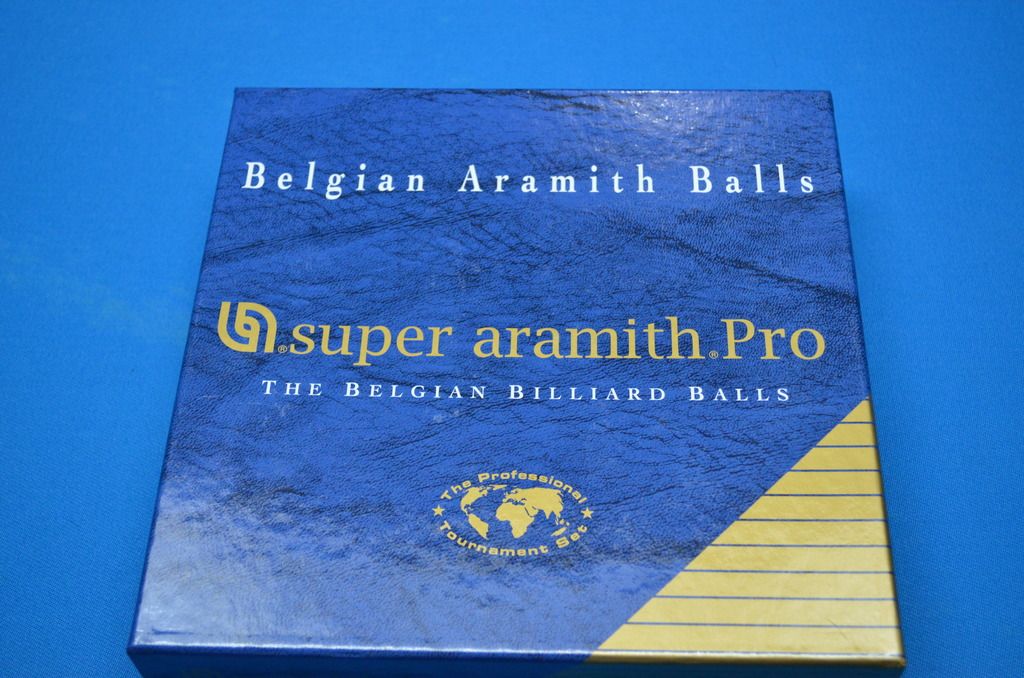 Belgian Aramith Balls
®super aramith®Pro
THE BELGIAN BILLIARD BALLS
The Professional
Tournament Set